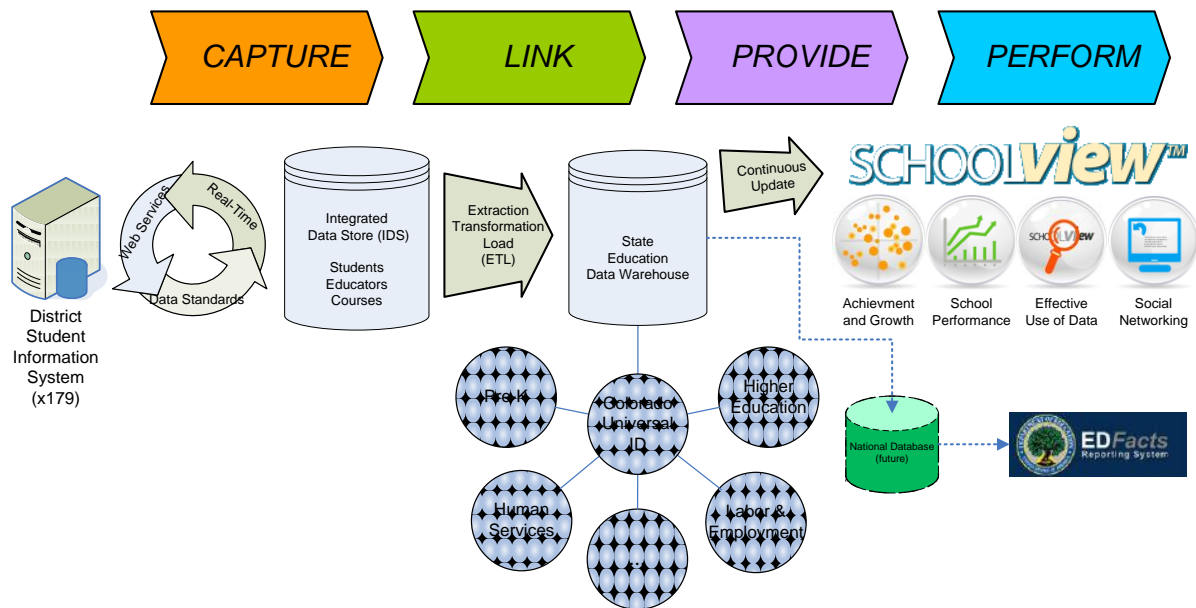 CAPTURE
LINK
PROVIDE
PERFORM
District
Student
Information
System
(x179)
Web Services
Real-Time
Data Standards
Integrated
Data Store (IDS)
Students
Educators
Courses
Extraction
Transformation
Load
(ETL)
State
Education
Data Warehouse
Continuous
Update
SCHOOLview™
SCHOOLVIew
Achievment
and Growth
School
Performance
Effective
Use of Data
Social
Networking
Pre-K
Colorado
Universal
ID
Higher
Education
Human
Services
...
Labor &
Employment
National Database
(future)
EDFacts
Reporting System